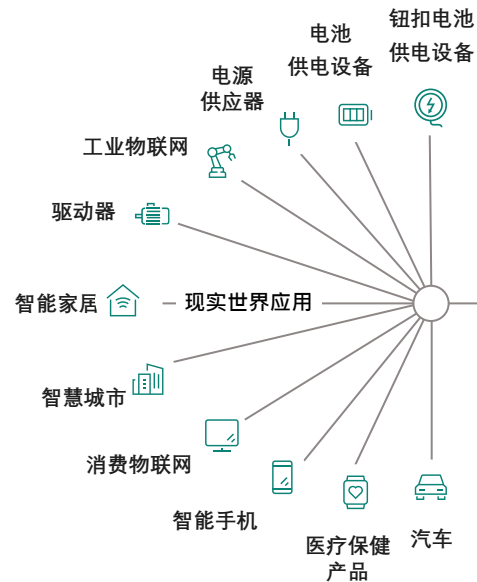 钮扣电池
供电设备
电池
供电设备
电源
供应器
工业物联网
驱动器
智能家居
现实世界应用
智慧城市
消费物联网
智能手机
医疗保健
产品
汽车